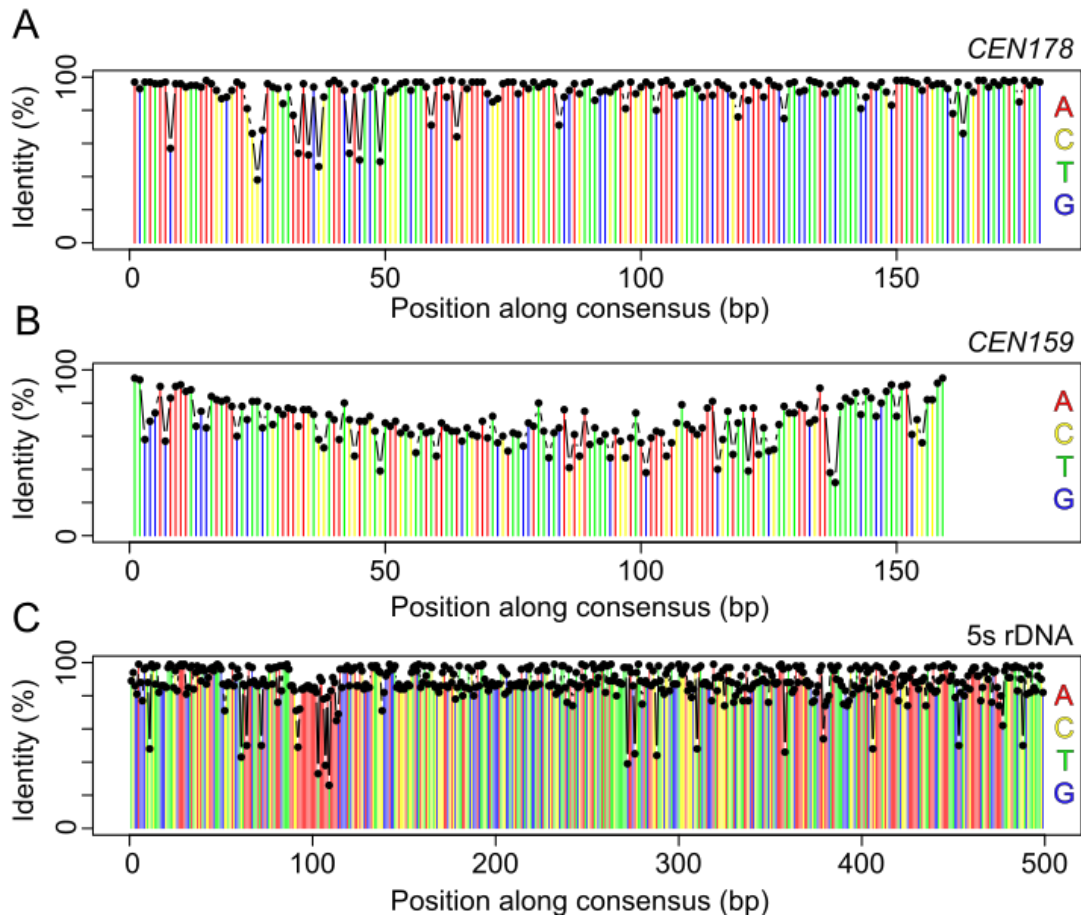 A
CEN178
Identity (%)
100
0
A
C
T
G
0 50 100 150
Position along consensus (bp)
B
CEN159
Identity (%)
100
0
A
C
T
G
0 50 100 150
Position along consensus (bp)
C
5s rDNA
Identity (%)
100
0
A
C
T
G
0 100 200 300 400 500
Position along consensus (bp)